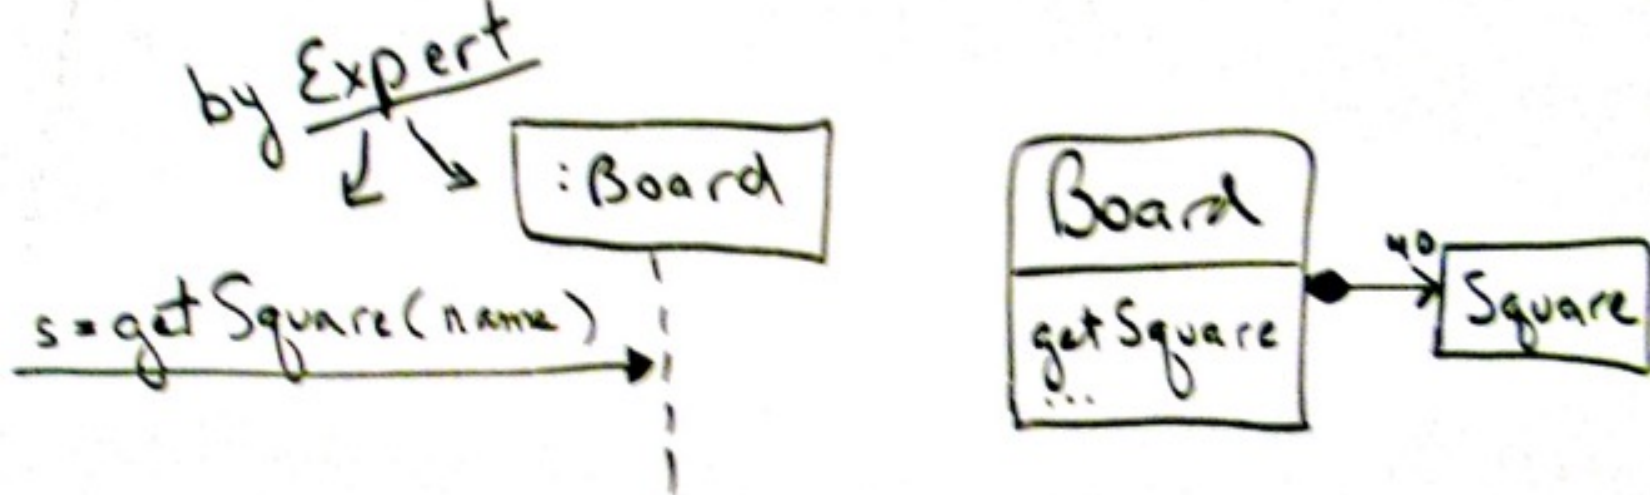 by Expert
:Board
s = getSquare(name)
Board
getSquare
...
40
Square